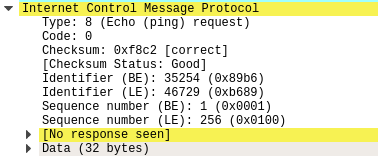 Internet Control Message Protocol
Type: 8 (Echo (ping) request)
Code: 0
Checksum: 0xf8c2 [correct]
[Checksum Status: Good]
Identifier (BE): 35254 (0x89b6)
Identifier (LE): 46729 (0xb689)
Sequence number (BE): 1 (0x0001)
Sequence number (LE): 256 (0x0100)
[No response seen]
Data (32 bytes)